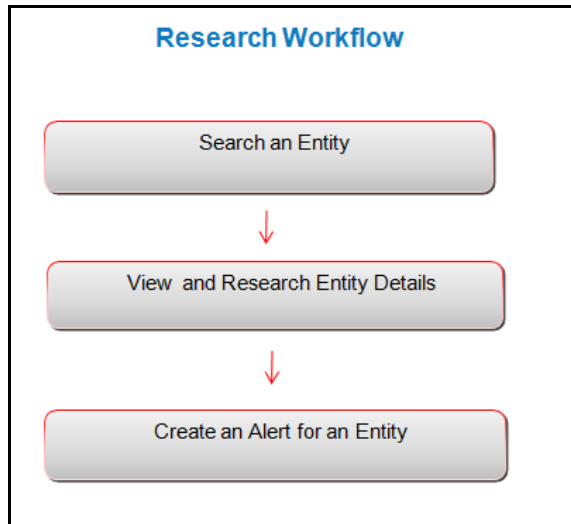 Research Workflow
Search an Entity
View and Research Entity Details
Create an Alert for an Entity